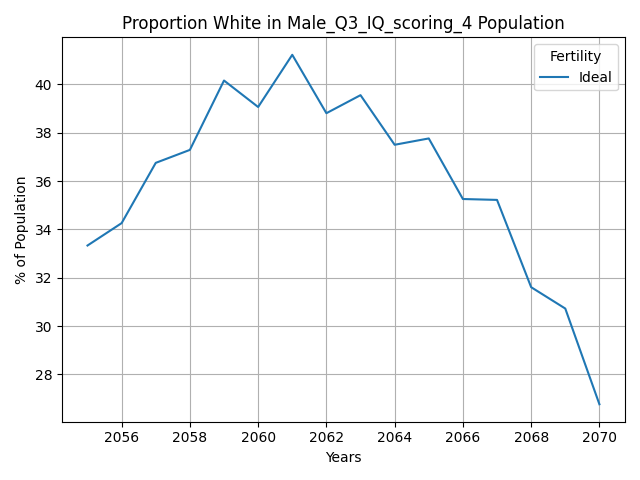 Proportion White in Male_Q3_IQ_scoring_4 Population
Fertility
Ideal
40
38
36
34
32
30
28
% of Population
2056 2058 2060 2062 2064 2066 2068 2070
Years